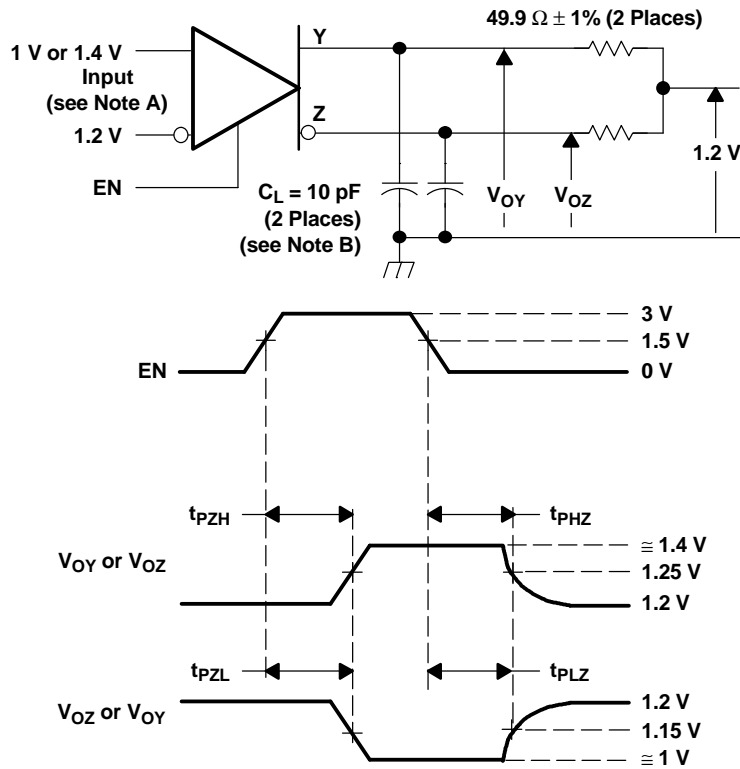 49.9 Ω ± 1% (2 Places)
Y
1 V or 1.4 V
Input
(see Note A)
Z
1.2 V
1.2 V
EN
C_L = 10 pF
(2 Places)
(see Note B)
V_OY
V_OZ
3 V
1.5 V
EN
0 V
t_PZH
t_PHZ
≅ 1.4 V
V_OY or V_OZ
1.25 V
1.2 V
t_PZL
t_PLZ
1.2 V
V_OZ or V_OY
1.15 V
≅ 1 V